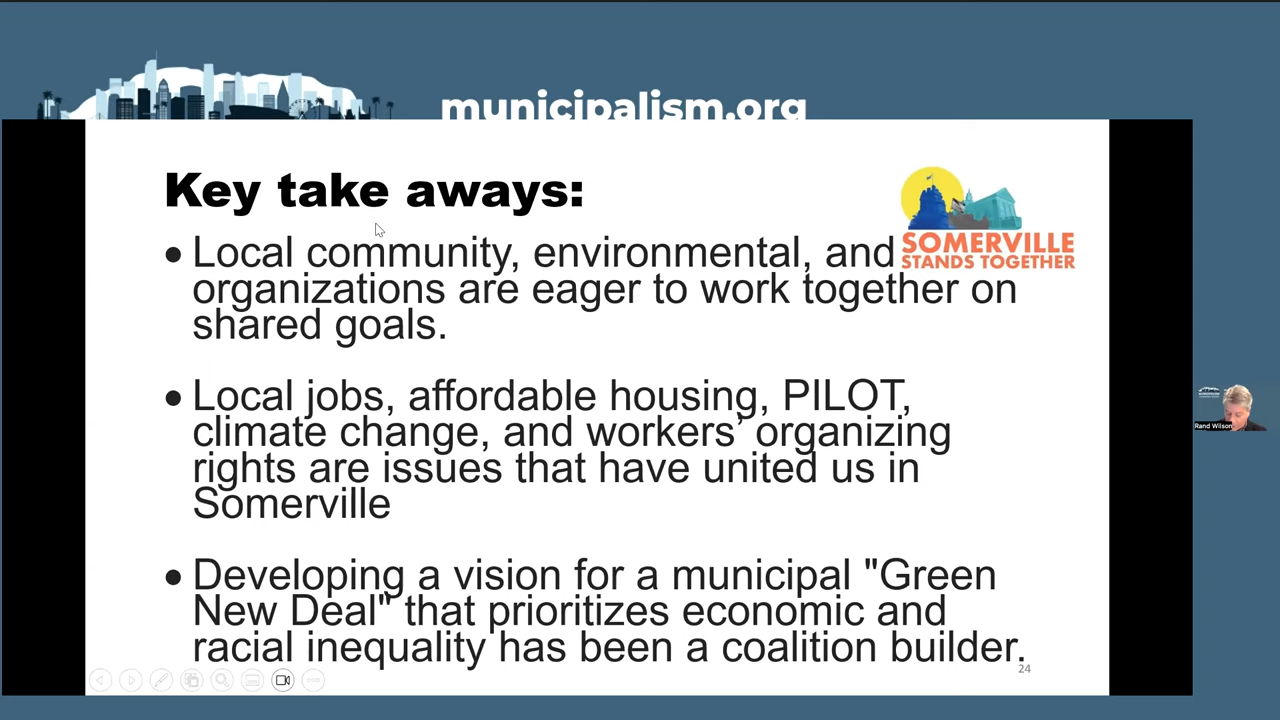 municipalism.org
Key take aways:
SOMERVILLE
STANDS TOGETHER
• Local community, environmental, and
organizations are eager to work together on
shared goals.
• Local jobs, affordable housing, PILOT,
climate change, and workers’ organizing
rights are issues that have united us in
Somerville
• Developing a vision for a municipal "Green
New Deal" that prioritizes economic and
racial inequality has been a coalition builder.
24
Rand Wilson